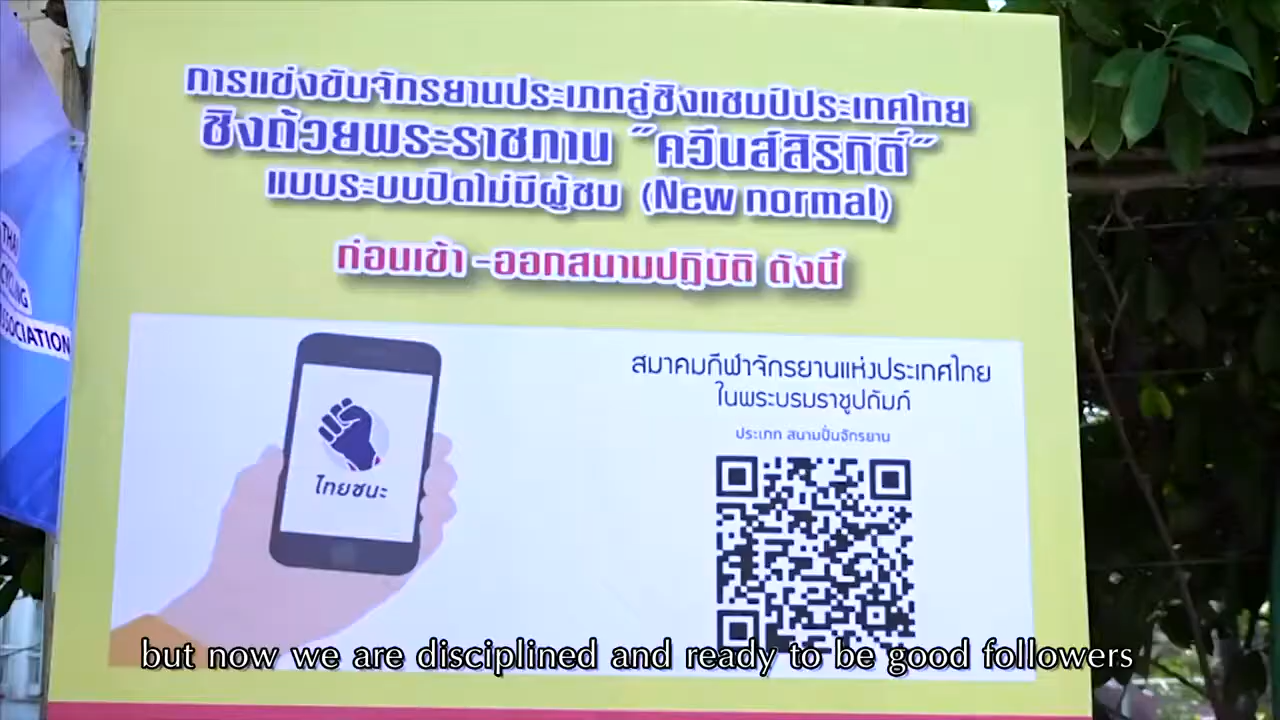 การแข่งขันจักรยานประเภทลู่ชิงแชมป์ประเทศไทย
ชิงถ้วยพระราชทาน "ควีนส์สิริกิติ์"
แบบระบบปิดไม่มีผู้ชม (New normal)
ก่อนเข้า -ออกสนามปฏิบัติ ดังนี้
THAI
CYCLING
ASSOCIATION
ไทยชนะ
สมาคมกีฬาจักรยานแห่งประเทศไทย
ในพระบรมราชูปถัมภ์
ประเภท สนามปั่นจักรยาน
but now we are disciplined and ready to be good followers